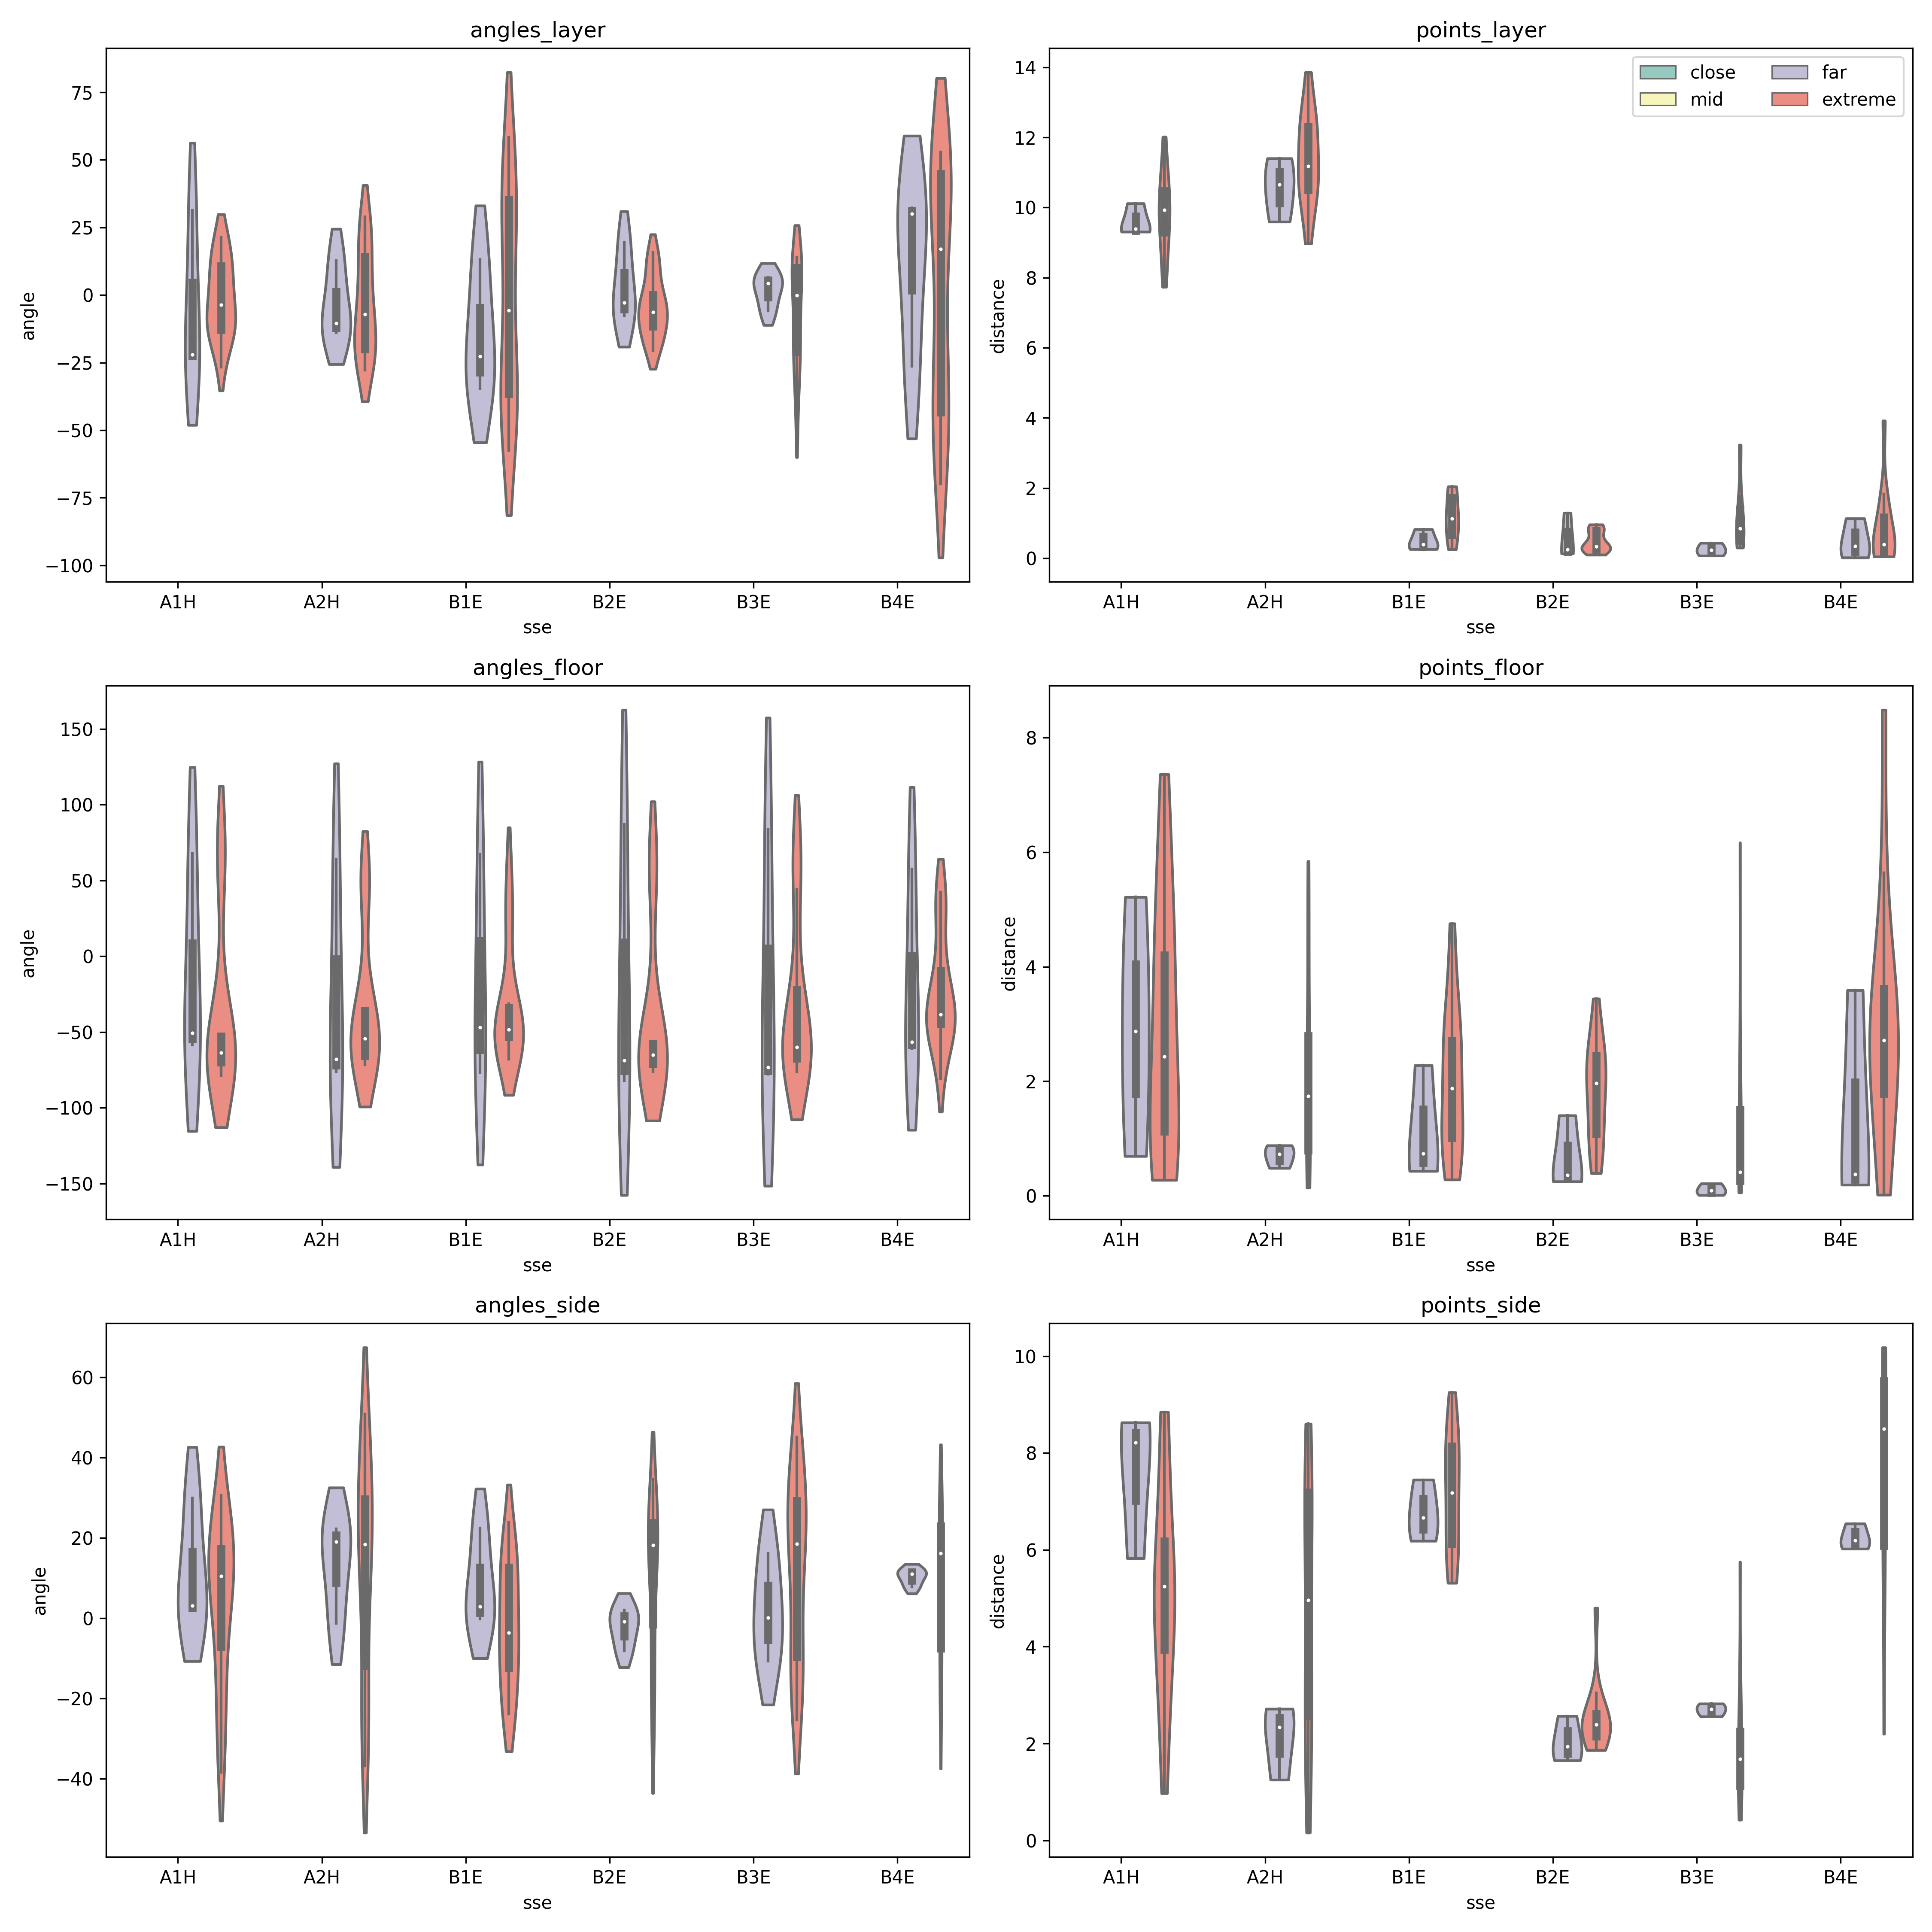 angles_layer
angle
75
50
25
0
−25
−50
−75
−100
A1H A2H B1E B2E B3E B4E
sse
points_layer
distance
14
12
10
8
6
4
2
0
close far
mid extreme
A1H A2H B1E B2E B3E B4E
sse
angles_floor
angle
150
100
50
0
−50
−100
−150
A1H A2H B1E B2E B3E B4E
sse
points_floor
distance
8
6
4
2
0
A1H A2H B1E B2E B3E B4E
sse
angles_side
angle
60
40
20
0
−20
−40
A1H A2H B1E B2E B3E B4E
sse
points_side
distance
10
8
6
4
2
0
A1H A2H B1E B2E B3E B4E
sse